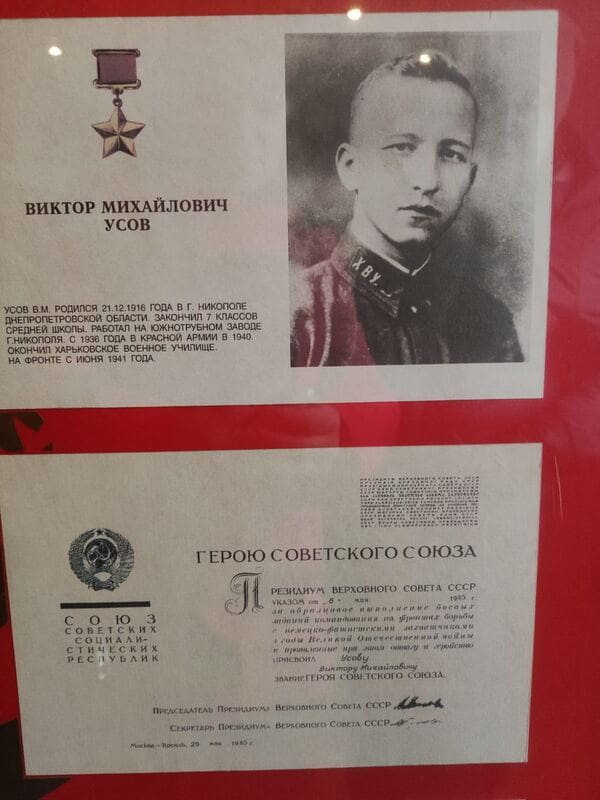 ВИКТОР МИХАЙЛОВИЧ
УСОВ
ХВУ
УСОВ В.М. РОДИЛСЯ 21.12.1916 ГОДА В Г. НИКОПОЛЕ
ДНЕПРОПЕТРОВСКОЙ ОБЛАСТИ. ЗАКОНЧИЛ 7 КЛАССОВ
СРЕДНЕЙ ШКОЛЫ. РАБОТАЛ НА ЮЖНОТРУБНОМ ЗАВОДЕ
Г.НИКОПОЛЯ. С 1936 ГОДА В КРАСНОЙ АРМИИ В 1940.
ОКОНЧИЛ ХАРЬКОВСКОЕ ВОЕННОЕ УЧИЛИЩЕ.
НА ФРОНТЕ С ИЮНЯ 1941 ГОДА.
СОЮЗ
СОВЕТСКИХ
СОЦИАЛИ-
СТИЧЕСКИХ
РЕСПУБЛИК
ГЕРОЮ СОВЕТСКОГО СОЮЗА
ПРЕЗИДИУМ ВЕРХОВНОГО СОВЕТА СССР
УКАЗОМ от „6" мая 1965 г.
за образцовое выполнение боевых
заданий командования на фронтах борьбы
с немецко-фашистскими захватчиками
в годы Великой Отечественной войны
и проявленные при этом отвагу и геройство
ПРИСВОИЛ Усову
Виктору Михайловичу
ЗВАНИЕ ГЕРОЯ СОВЕТСКОГО СОЮЗА.
Председатель Президиума Верховного Совета СССР
Секретарь Президиума Верховного Совета СССР
Москва—Кремль, 29 мая 1965 г.